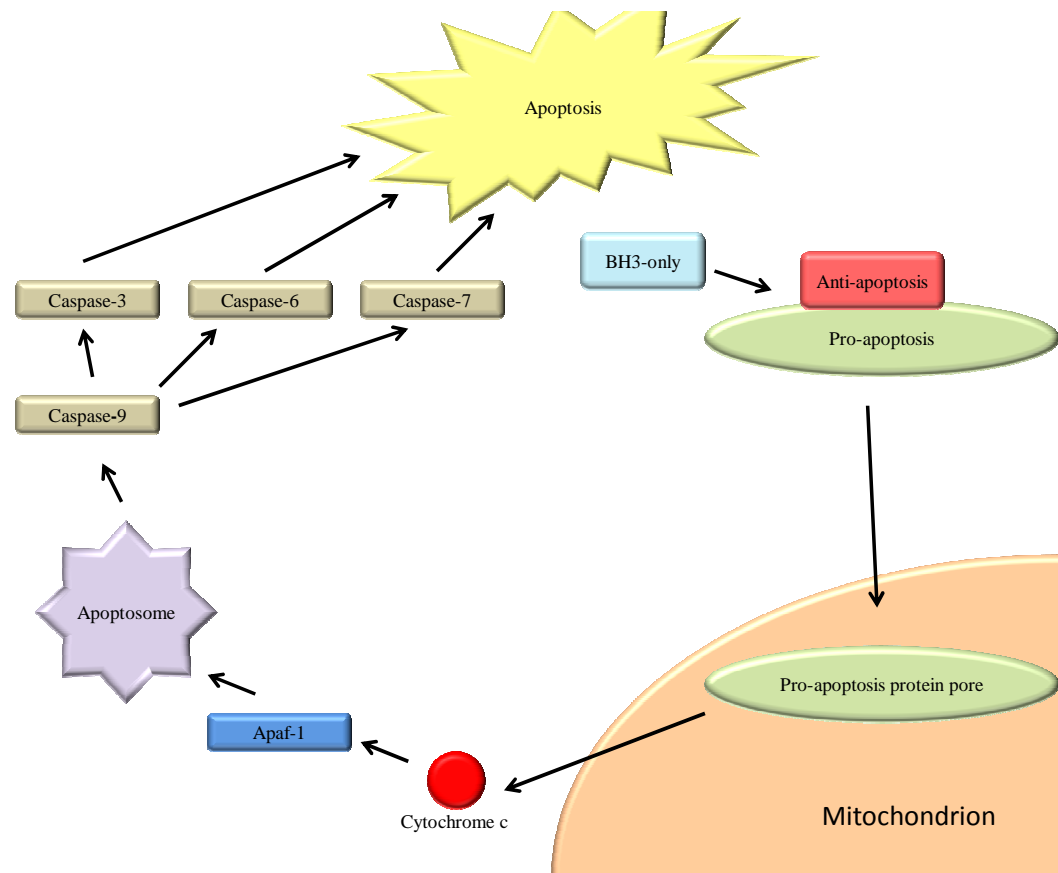 Apoptosis
BH3-only
Anti-apoptosis
Caspase-3
Caspase-6
Caspase-7
Pro-apoptosis
Caspase-9
Apoptosome
Pro-apoptosis protein pore
Apaf-1
Cytochrome c
Mitochondrion